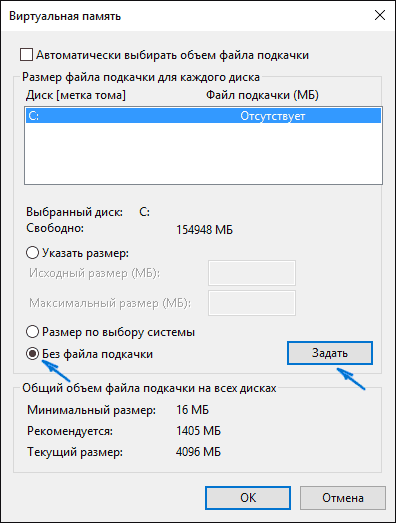 Виртуальная память
Автоматически выбирать объем файла подкачки
Размер файла подкачки для каждого диска
Диск [метка тома] Файл подкачки (МБ)
C: Отсутствует
Выбранный диск: C:
Свободно: 154948 МБ
Указать размер:
Исходный размер (МБ):
Максимальный размер (МБ):
Размер по выбору системы
Без файла подкачки Задать
Общий объем файла подкачки на всех дисках
Минимальный размер: 16 МБ
Рекомендуется: 1405 МБ
Текущий размер: 4096 МБ
OK Отмена